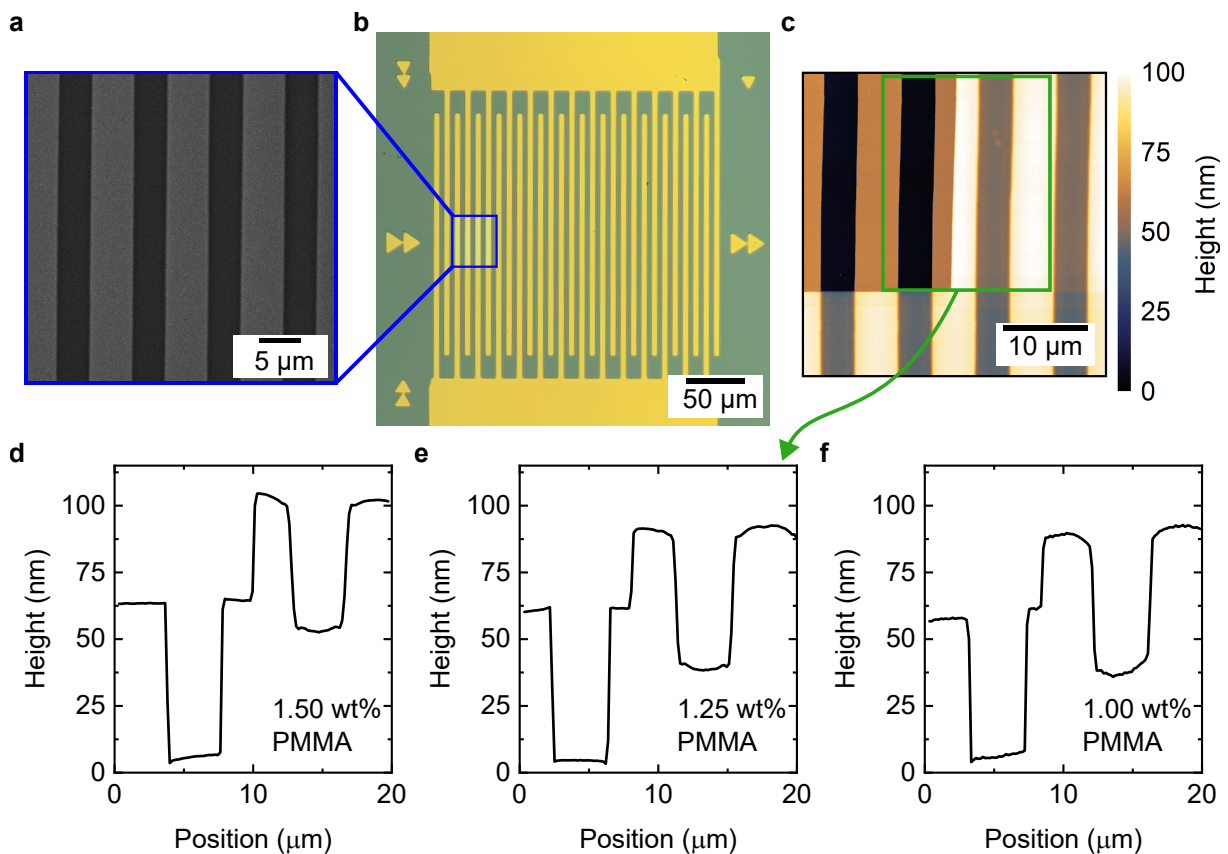 a
b
c
5 μm
50 μm
10 μm
100
75
50
25
0
Height (nm)
d
e
f
100
75
50
25
0
Height (nm)
1.50 wt%
PMMA
0
10
20
Position (μm)
100
75
50
25
0
Height (nm)
1.25 wt%
PMMA
0
10
20
Position (μm)
100
75
50
25
0
Height (nm)
1.00 wt%
PMMA
0
10
20
Position (μm)